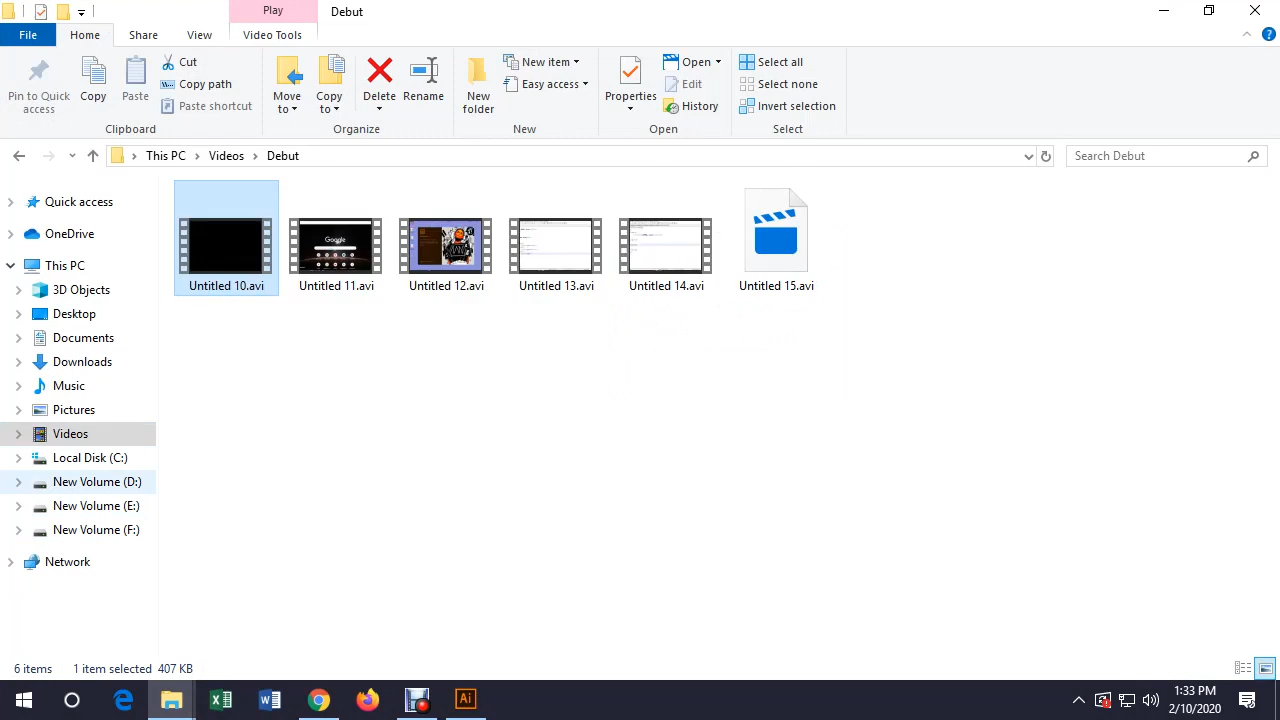 Play
Debut
File
Home
Share
View
Video Tools
Pin to Quick access
Copy
Paste
Cut
Copy path
Paste shortcut
Clipboard
Move to
Copy to
Delete
Rename
Organize
New folder
New item
Easy access
New
Properties
Open
Edit
History
Open
Select all
Select none
Invert selection
Select
This PC
Videos
Debut
Search Debut
Quick access
OneDrive
This PC
3D Objects
Desktop
Documents
Downloads
Music
Pictures
Videos
Local Disk (C:)
New Volume (D:)
New Volume (E:)
New Volume (F:)
Network
Google
Untitled 10.avi
Untitled 11.avi
Untitled 12.avi
Untitled 13.avi
Untitled 14.avi
Untitled 15.avi
6 items
1 item selected 407 KB
Ai
1:33 PM
2/10/2020